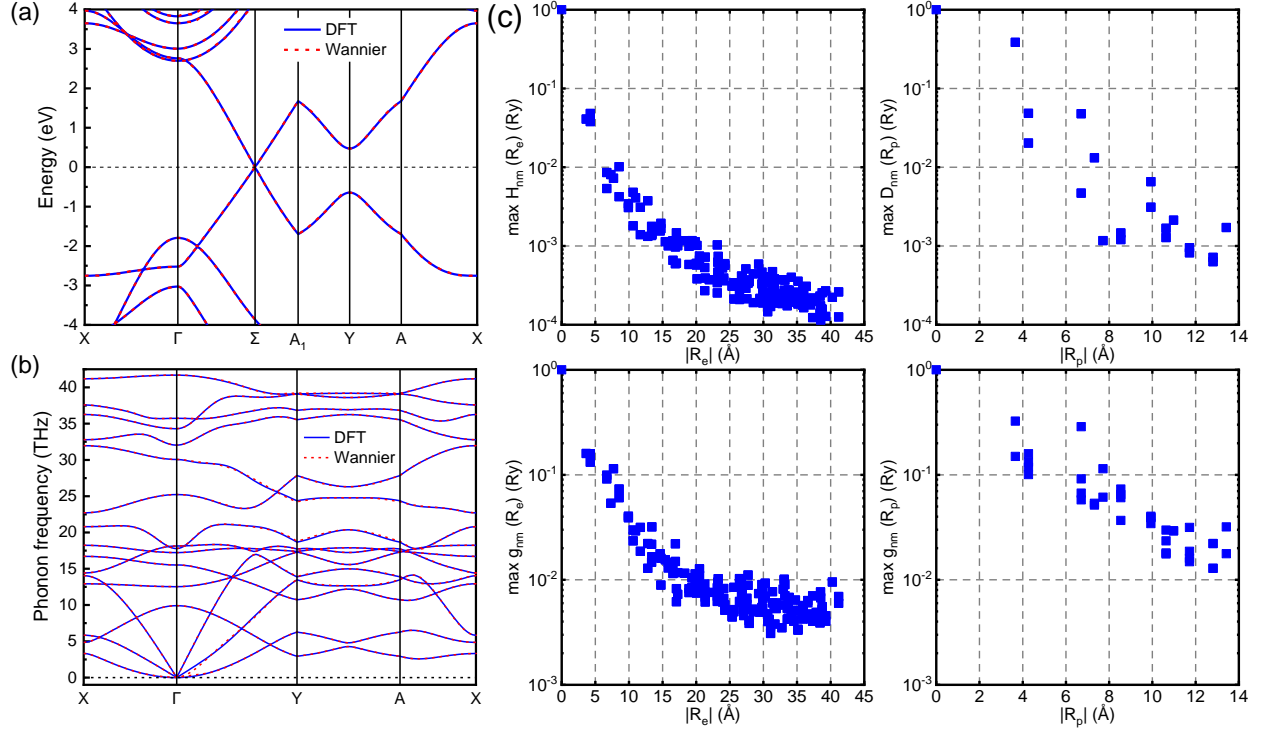 (a)
Energy (eV)
4
3
2
1
0
-1
-2
-3
-4
DFT
Wannier
X Γ Σ A1 Y A X
(b)
Phonon frequency (THz)
40
35
30
25
20
15
10
5
0
DFT
Wannier
X Γ Y A X
(c)
max Hnm (Re) (Ry)
10^0
10^-1
10^-2
10^-3
10^-4
0 5 10 15 20 25 30 35 40 45
|Re| (Å)
max Dnm (Rp) (Ry)
10^0
10^-1
10^-2
10^-3
10^-4
0 2 4 6 8 10 12 14
|Rp| (Å)
max gnm (Re) (Ry)
10^0
10^-1
10^-2
10^-3
0 5 10 15 20 25 30 35 40 45
|Re| (Å)
max gnm (Rp) (Ry)
10^0
10^-1
10^-2
10^-3
0 2 4 6 8 10 12 14
|Rp| (Å)